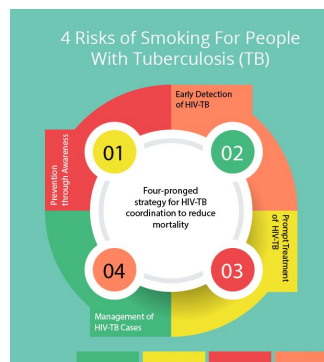 4 Risks of Smoking For People
With Tuberculosis (TB)
Early Detection
of HIV-TB
01
02
Prevention
through Awareness
Four-pronged
strategy for HIV-TB
coordination to reduce
mortality
Prompt Treatment
of HIV-TB
04
03
Management of
HIV-TB Cases